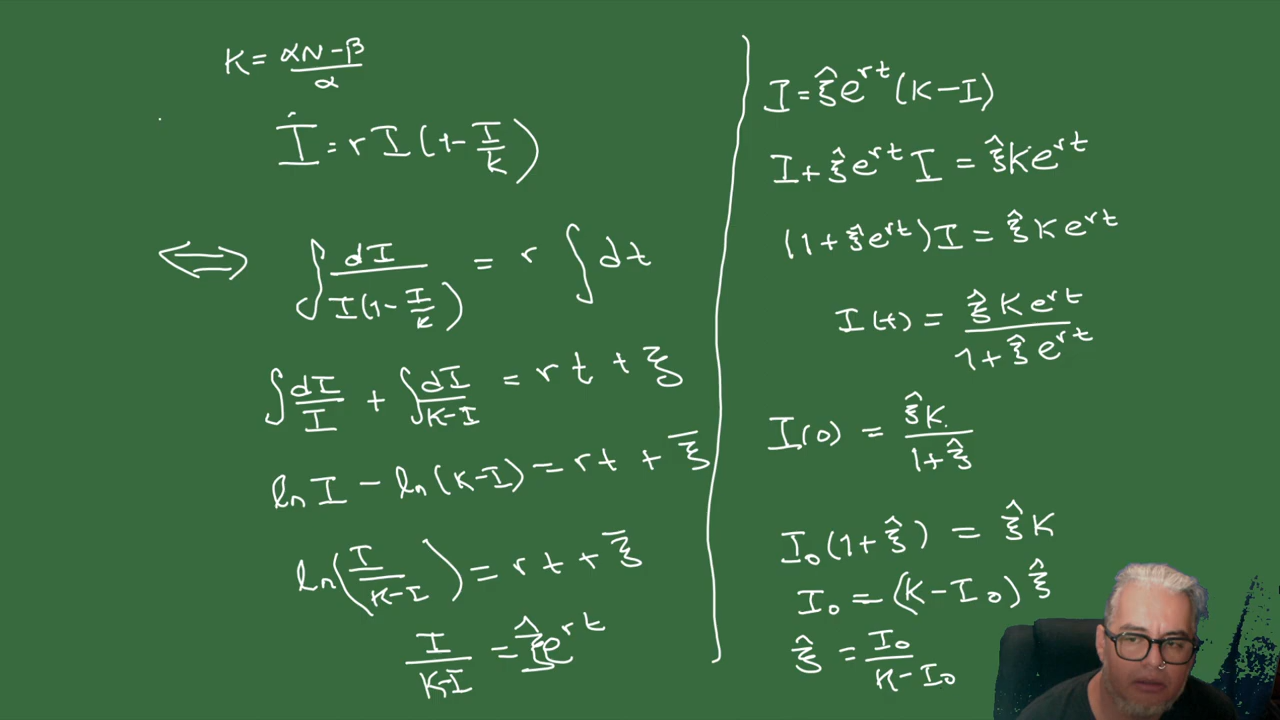 K = (αN − β)/α
İ = r I (1 − I/K)
⟺ ∫ dI / (I(1 − I/K)) = r ∫ dt
∫ dI/I + ∫ dI/(K−I) = rt + ξ̅
ln I − ln(K−I) = rt + ξ̅
ln(I/(K−I)) = rt + ξ̅
I/(K−I) = ξ̂e^{rt}
I = ξ̂e^{rt}(K−I)
I + ξ̂e^{rt} I = ξ̂Ke^{rt}
(1 + ξ̂e^{rt})I = ξ̂Ke^{rt}
I(t) = ξ̂Ke^{rt} / (1 + ξ̂e^{rt})
I(0) = ξ̂K / (1 + ξ̂)
I₀(1 + ξ̂) = ξ̂K
I₀ = (K − I₀)ξ̂
ξ̂ = I₀ / (K − I₀)